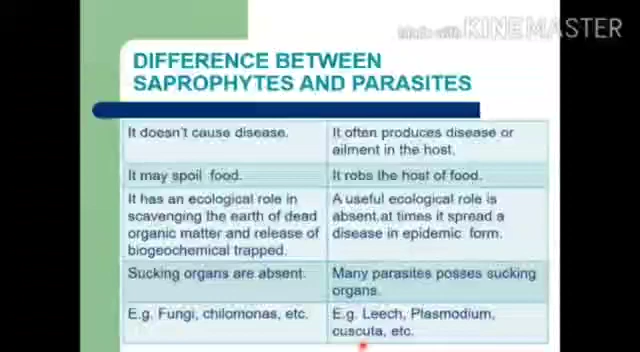 Made with KINEMASTER
DIFFERENCE BETWEEN
SAPROPHYTES AND PARASITES
It doesn't cause disease.
It often produces disease or
ailment in the host.
It may spoil food.
It robs the host of food.
It has an ecological role in
scavenging the earth of dead
organic matter and release of
biogeochemical trapped.
A useful ecological role is
absent.at times it spread a
disease in epidemic form.
Sucking organs are absent.
Many parasites posses sucking
organs.
E.g. Fungi, chilomonas, etc.
E.g. Leech, Plasmodium,
cuscuta, etc.